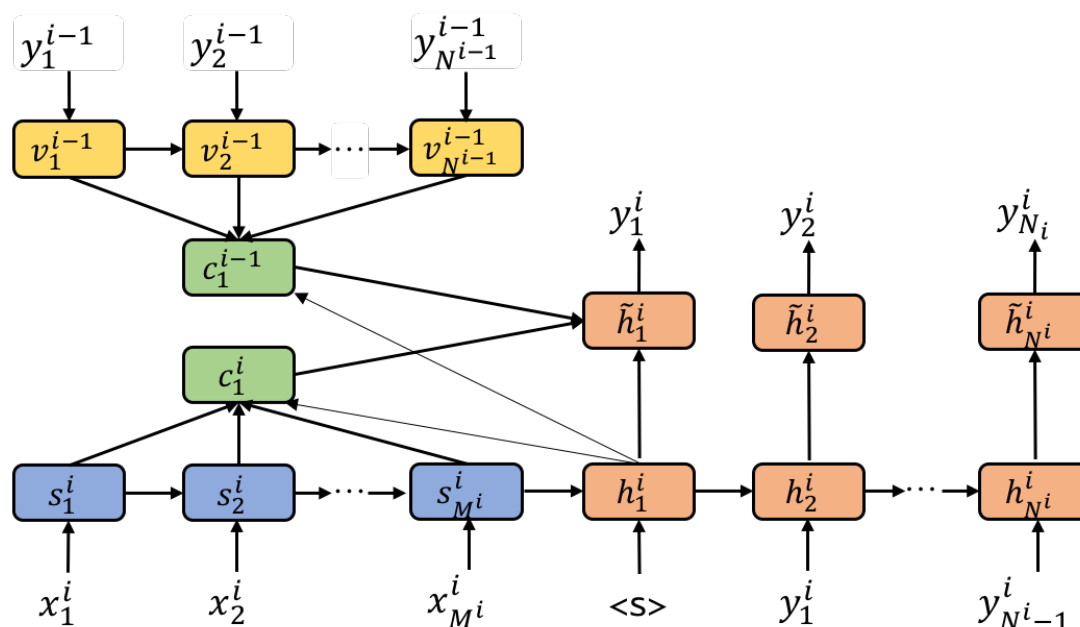 y_1^{i-1} y_2^{i-1} y_{N^{i-1}}^{i-1}
v_1^{i-1} v_2^{i-1} ... v_{N^{i-1}}^{i-1}
y_1^i y_2^i y_{N_i}^i
c_1^{i-1}
h̃_1^i h̃_2^i h̃_{N^i}^i
c_1^i
s_1^i s_2^i ... s_{M^i}^i h_1^i h_2^i ... h_{N^i}^i
x_1^i x_2^i x_{M^i}^i <s> y_1^i y_{N^i-1}^i